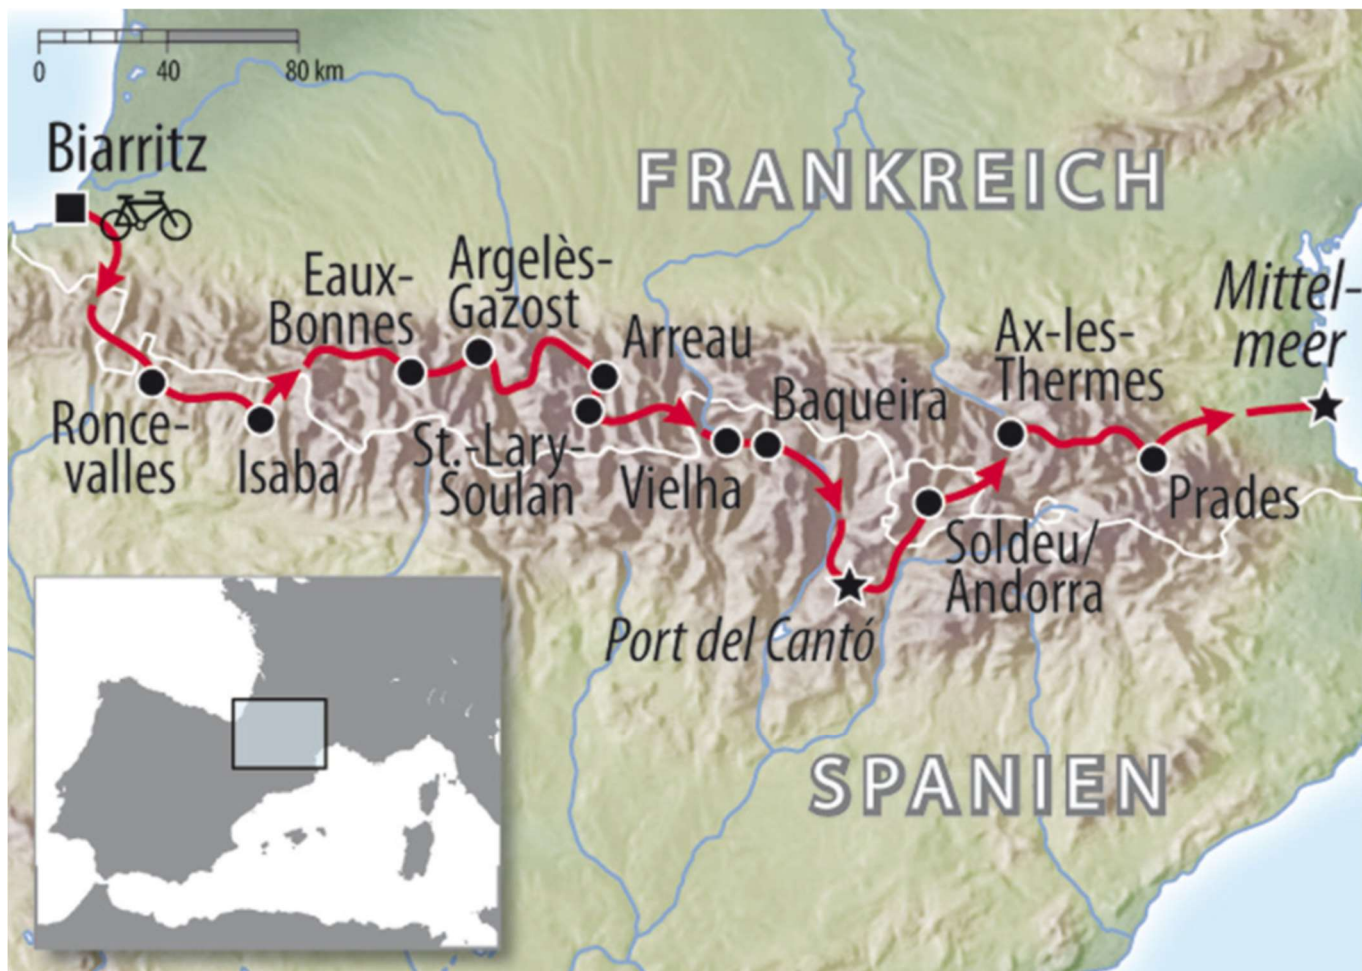 0 40 80 km
Biarritz
FRANKREICH
Eaux-
Bonnes
Argelès-
Gazost
Arreau
Mittel-
meer
Ax-les-
Thermes
Baqueira
Ronce-
valles
Isaba
St.-Lary-
Soulan
Vielha
Prades
Soldeu/
Andorra
Port del Cantó
SPANIEN